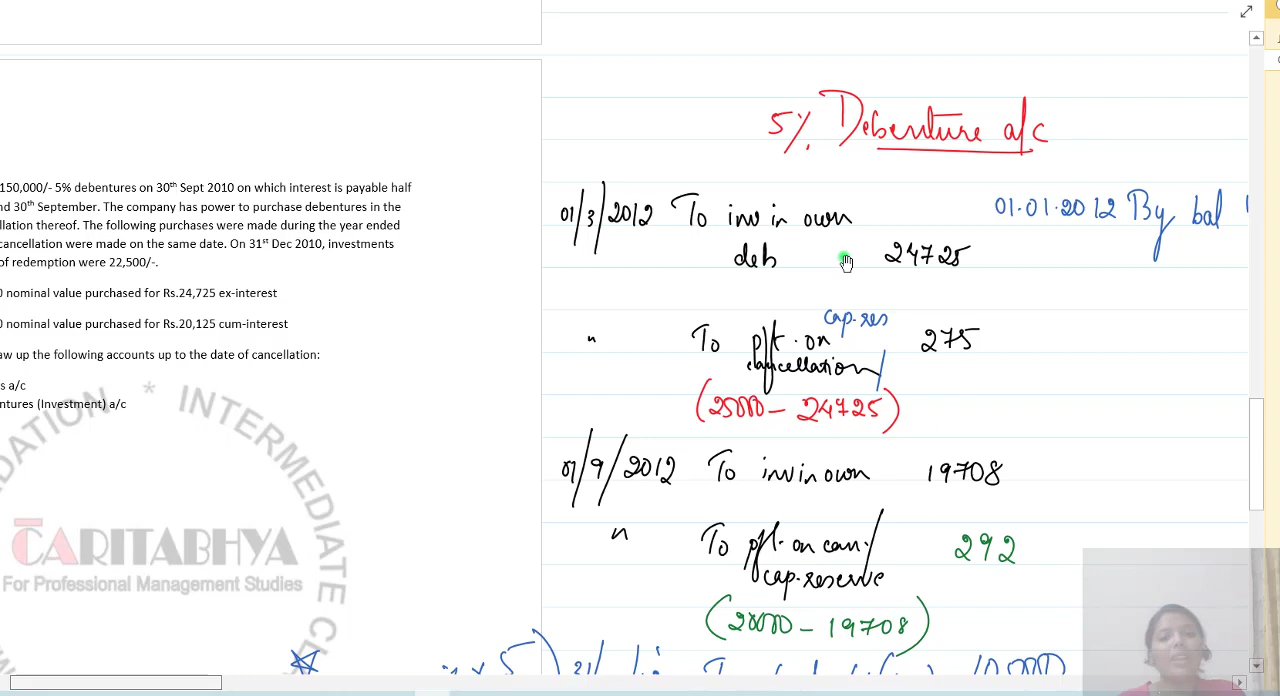 150,000/- 5% debentures on 30th Sept 2010 on which interest is payable half
nd 30th September. The company has power to purchase debentures in the
llation thereof. The following purchases were made during the year ended
cancellation were made on the same date. On 31st Dec 2010, investments
of redemption were 22,500/-.
0 nominal value purchased for Rs.24,725 ex-interest
0 nominal value purchased for Rs.20,125 cum-interest
aw up the following accounts up to the date of cancellation:
s a/c
ntures (Investment) a/c
DATION * INTERMEDIATE C
CARITABHYA
For Professional Management Studies
5% Debenture a/c
01/3/2012 To inv in own 01.01.2012 By bal
deb 24725
cap-res
" To pft. on 275
cancellation/
(25000 - 24725)
01/9/2012 To inv in own 19708
" To pft. on can./ 292
cap-reserve
(20000 - 19708)
x 5 31/ To 10000